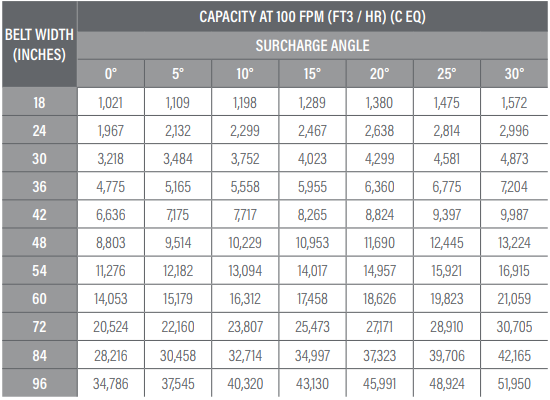 CAPACITY AT 100 FPM (FT3 / HR) (C EQ)
BELT WIDTH (INCHES)
SURCHARGE ANGLE
0° 5° 10° 15° 20° 25° 30°
18 1,021 1,109 1,198 1,289 1,380 1,475 1,572
24 1,967 2,132 2,299 2,467 2,638 2,814 2,996
30 3,218 3,484 3,752 4,023 4,299 4,581 4,873
36 4,775 5,165 5,558 5,955 6,360 6,775 7,204
42 6,636 7,175 7,717 8,265 8,824 9,397 9,987
48 8,803 9,514 10,229 10,953 11,690 12,445 13,224
54 11,276 12,182 13,094 14,017 14,957 15,921 16,915
60 14,053 15,179 16,312 17,458 18,626 19,823 21,059
72 20,524 22,160 23,807 25,473 27,171 28,910 30,705
84 28,216 30,458 32,714 34,997 37,323 39,706 42,165
96 34,786 37,545 40,320 43,130 45,991 48,924 51,950